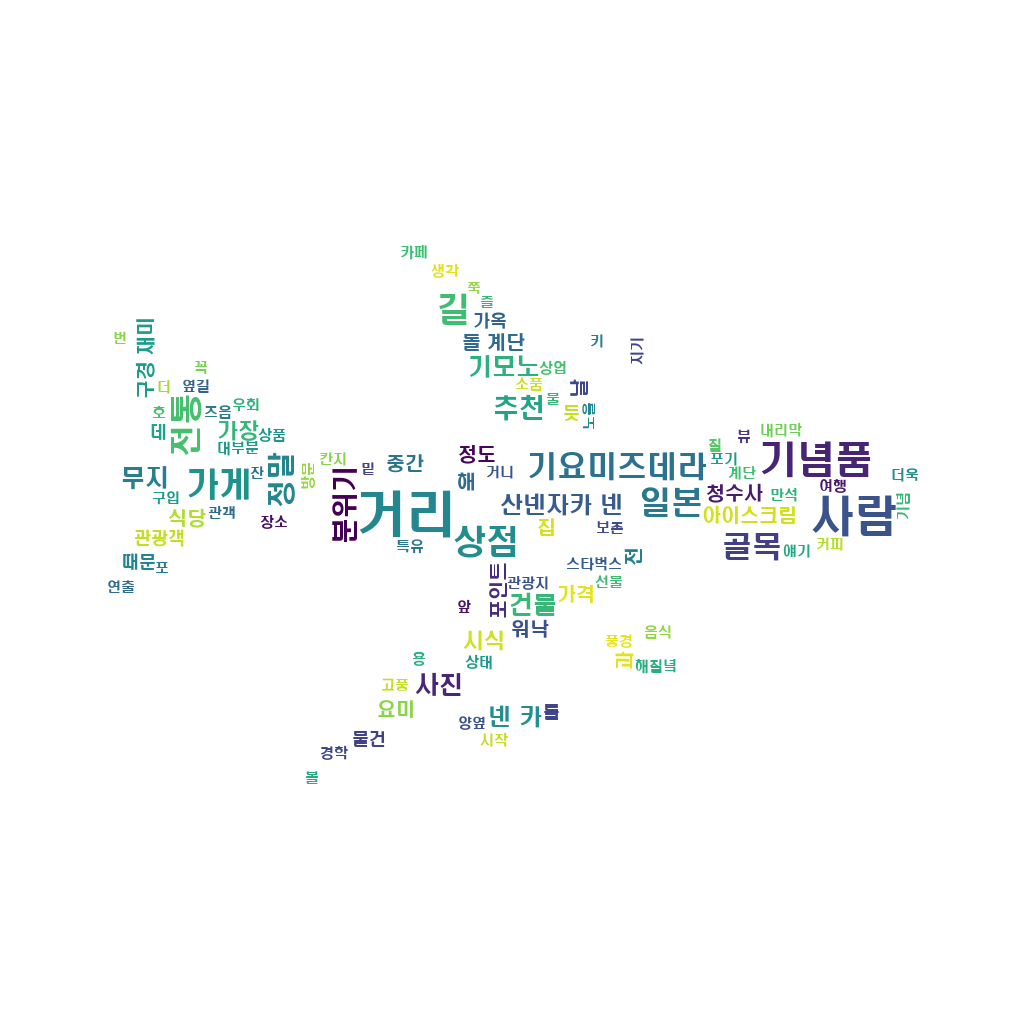 카페
생각
쭉
즐
길
가옥
번
구경 재미
돌 계단
키
지기
꼭
기모노
상업
더
옆길
소품
날
물
전통
호
즈음
우회
추천
듯
노을
데
가장
상품
대부분
질
뷰
내리막
무지
가게
잔
정말
방문
칸지
분위기
밑
중간
정도
해
거니
기요미즈데라
포기
계단
기념품
더욱
구입
식당
관객
장소
거리
특유
상점
산넨자카 넨
집
보존
일본
청수사
아이스크림
만석
여행
사람
기념
관광객
때문
포
연출
스타벅스
전
골목
얘기
커피
앞
포인트
관광지
건물
가격
선물
워낙
시식
상태
용
음식
풍경
과
해질녘
고풍
사진
요미
양옆
넨 카
들
시작
물건
경학
볼